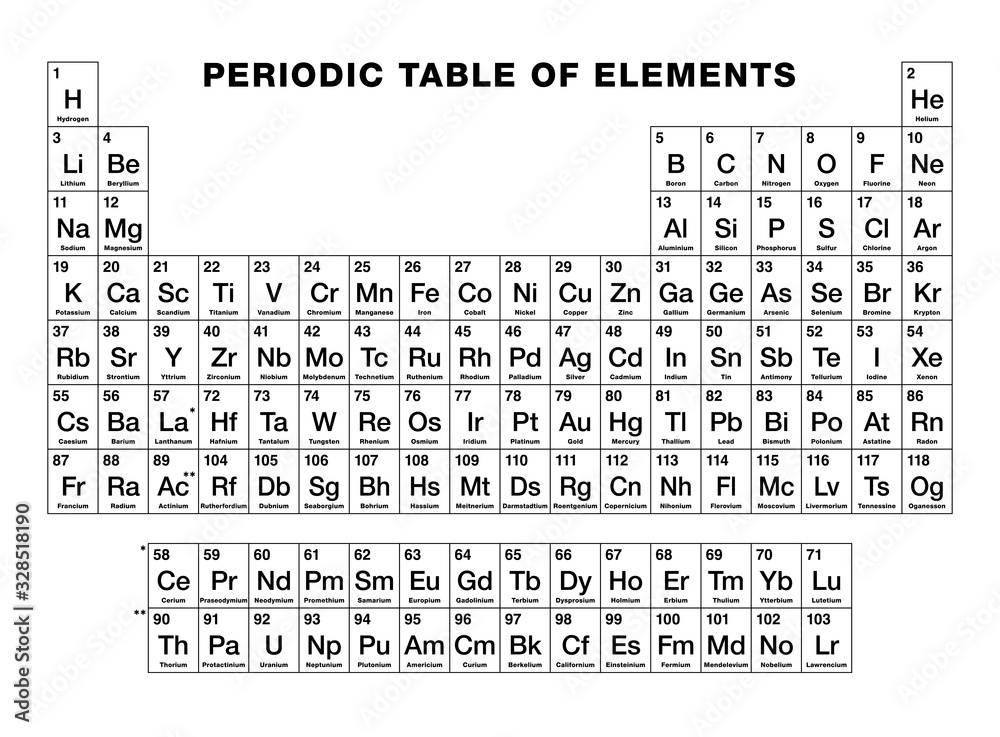 PERIODIC TABLE OF ELEMENTS
1 2
H He
Hydrogen Helium
3 4 5 6 7 8 9 10
Li Be B C N O F Ne
Lithium Beryllium Boron Carbon Nitrogen Oxygen Fluorine Neon
11 12 13 14 15 16 17 18
Na Mg Al Si P S Cl Ar
Sodium Magnesium Aluminium Silicon Phosphorus Sulfur Chlorine Argon
19 20 21 22 23 24 25 26 27 28 29 30 31 32 33 34 35 36
K Ca Sc Ti V Cr Mn Fe Co Ni Cu Zn Ga Ge As Se Br Kr
Potassium Calcium Scandium Titanium Vanadium Chromium Manganese Iron Cobalt Nickel Copper Zinc Gallium Germanium Arsenic Selenium Bromine Krypton
37 38 39 40 41 42 43 44 45 46 47 48 49 50 51 52 53 54
Rb Sr Y Zr Nb Mo Tc Ru Rh Pd Ag Cd In Sn Sb Te I Xe
Rubidium Strontium Yttrium Zirconium Niobium Molybdenum Technetium Ruthenium Rhodium Palladium Silver Cadmium Indium Tin Antimony Tellurium Iodine Xenon
55 56 57 72 73 74 75 76 77 78 79 80 81 82 83 84 85 86
Cs Ba La* Hf Ta W Re Os Ir Pt Au Hg Tl Pb Bi Po At Rn
Caesium Barium Lanthanum Hafnium Tantalum Tungsten Rhenium Osmium Iridium Platinum Gold Mercury Thallium Lead Bismuth Polonium Astatine Radon
87 88 89 104 105 106 107 108 109 110 111 112 113 114 115 116 117 118
Fr Ra Ac** Rf Db Sg Bh Hs Mt Ds Rg Cn Nh Fl Mc Lv Ts Og
Francium Radium Actinium Rutherfordium Dubnium Seaborgium Bohrium Hassium Meitnerium Darmstadtium Roentgenium Copernicium Nihonium Flerovium Moscovium Livermorium Tennessine Oganesson
* 58 59 60 61 62 63 64 65 66 67 68 69 70 71
Ce Pr Nd Pm Sm Eu Gd Tb Dy Ho Er Tm Yb Lu
Cerium Praseodymium Neodymium Promethium Samarium Europium Gadolinium Terbium Dysprosium Holmium Erbium Thulium Ytterbium Lutetium
** 90 91 92 93 94 95 96 97 98 99 100 101 102 103
Th Pa U Np Pu Am Cm Bk Cf Es Fm Md No Lr
Thorium Protactinium Uranium Neptunium Plutonium Americium Curium Berkelium Californium Einsteinium Fermium Mendelevium Nobelium Lawrencium
Adobe Stock | #328518190